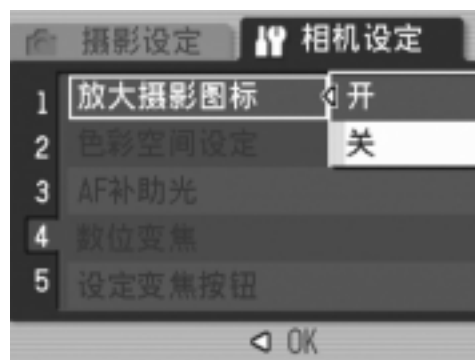 摄影设定 相机设定
1 放大摄影图标 开
2 色彩空间设定 关
3 AF补助光
4 数位变焦
5 设定变焦按钮
OK